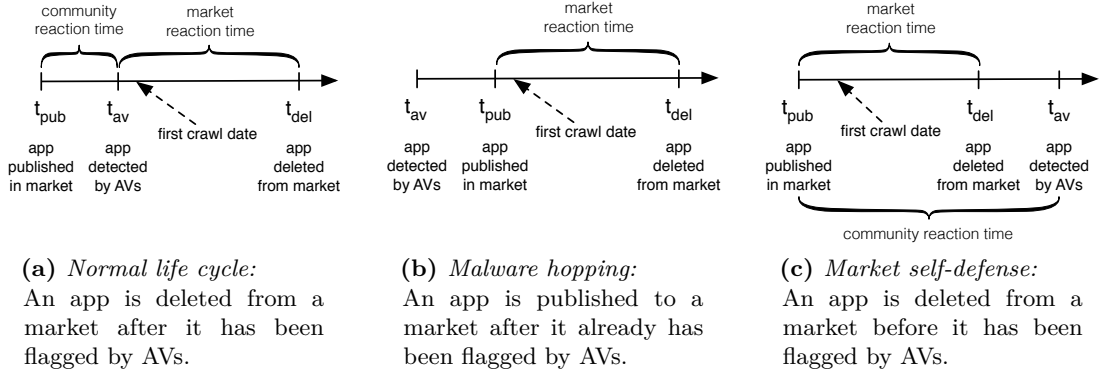 community
reaction time
market
reaction time
t_pub
t_av
t_del
first crawl date
app
published
in market
app
detected
by AVs
app
deleted
from market
(a) Normal life cycle:
An app is deleted from a
market after it has been
flagged by AVs.
market
reaction time
t_av
t_pub
t_del
first crawl date
app
detected
by AVs
app
published
in market
app
deleted
from market
(b) Malware hopping:
An app is published to a
market after it already has
been flagged by AVs.
market
reaction time
t_pub
t_del
t_av
first crawl date
app
published
in market
app
deleted
from market
app
detected
by AVs
community reaction time
(c) Market self-defense:
An app is deleted from a
market before it has been
flagged by AVs.